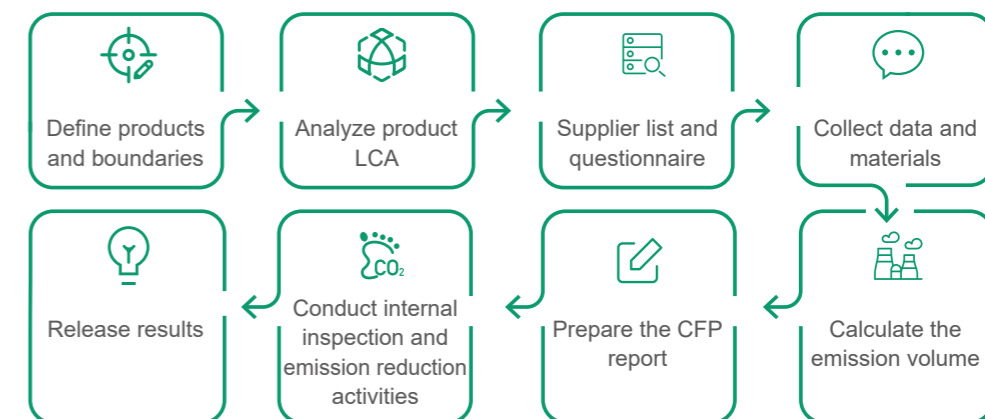 Define products
and boundaries
Analyze product
LCA
Supplier list and
questionnaire
Collect data and
materials
Release results
CO₂
Conduct internal
inspection and
emission reduction
activities
Prepare the CFP
report
Calculate the
emission volume